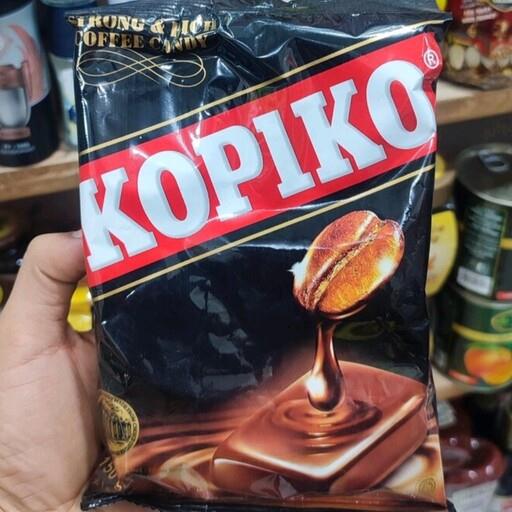 STRONG & RICH
COFFEE CANDY
KOPIKO®